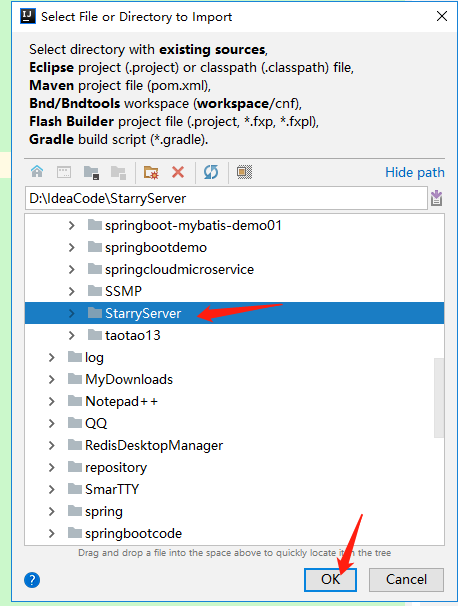 Select File or Directory to Import
Select directory with existing sources,
Eclipse project (.project) or classpath (.classpath) file,
Maven project file (pom.xml),
Bnd/Bndtools workspace (workspace/cnf),
Flash Builder project file (.project, *.fxp, *.fxpl),
Gradle build script (*.gradle).
Hide path
D:\IdeaCode\StarryServer
springboot-mybatis-demo01
springbootdemo
springcloudmicroservice
SSMP
StarryServer
taotao13
log
MyDownloads
Notepad++
QQ
RedisDesktopManager
repository
SmarTTY
spring
springbootcode
Drag and drop a file into the space above to quickly locate it in the tree
?
OK
Cancel